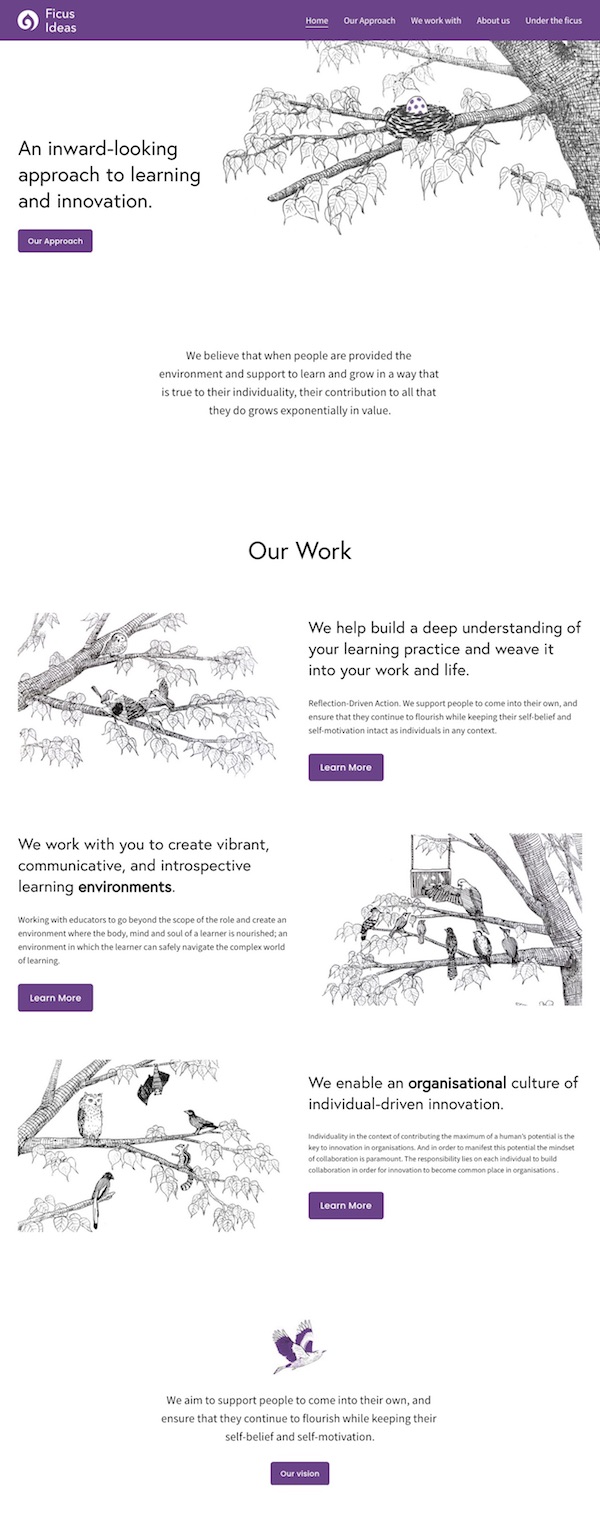 Ficus
Ideas
Home
Our Approach
We work with
About us
Under the ficus
An inward-looking
approach to learning
and innovation.
Our Approach
We believe that when people are provided the
environment and support to learn and grow in a way that
is true to their individuality, their contribution to all that
they do grows exponentially in value.
Our Work
We help build a deep understanding of
your learning practice and weave it
into your work and life.
Reflection-Driven Action. We support people to come into their own, and
ensure that they continue to flourish while keeping their self-belief and
self-motivation intact as individuals in any context.
Learn More
We work with you to create vibrant,
communicative, and introspective
learning environments.
Working with educators to go beyond the scope of the role and create an
environment where the body, mind and soul of a learner is nourished; an
environment in which the learner can safely navigate the complex world
of learning.
Learn More
We enable an organisational culture of
individual-driven innovation.
Individuality in the context of contributing the maximum of a human's potential is the
key to innovation in organisations. And in order to manifest this potential the mindset
of collaboration is paramount. The responsibility lies on each individual to build
collaboration in order for innovation to become common place in organisations .
Learn More
We aim to support people to come into their own, and
ensure that they continue to flourish while keeping their
self-belief and self-motivation.
Our vision